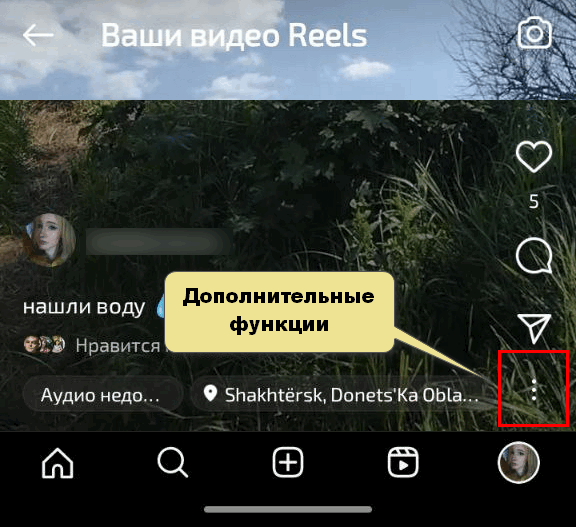 Ваши видео Reels
5
нашли воду
Дополнительные
функции
Нравится
Аудио недо...
Shakhtërsk, Donets'Ka Obla...